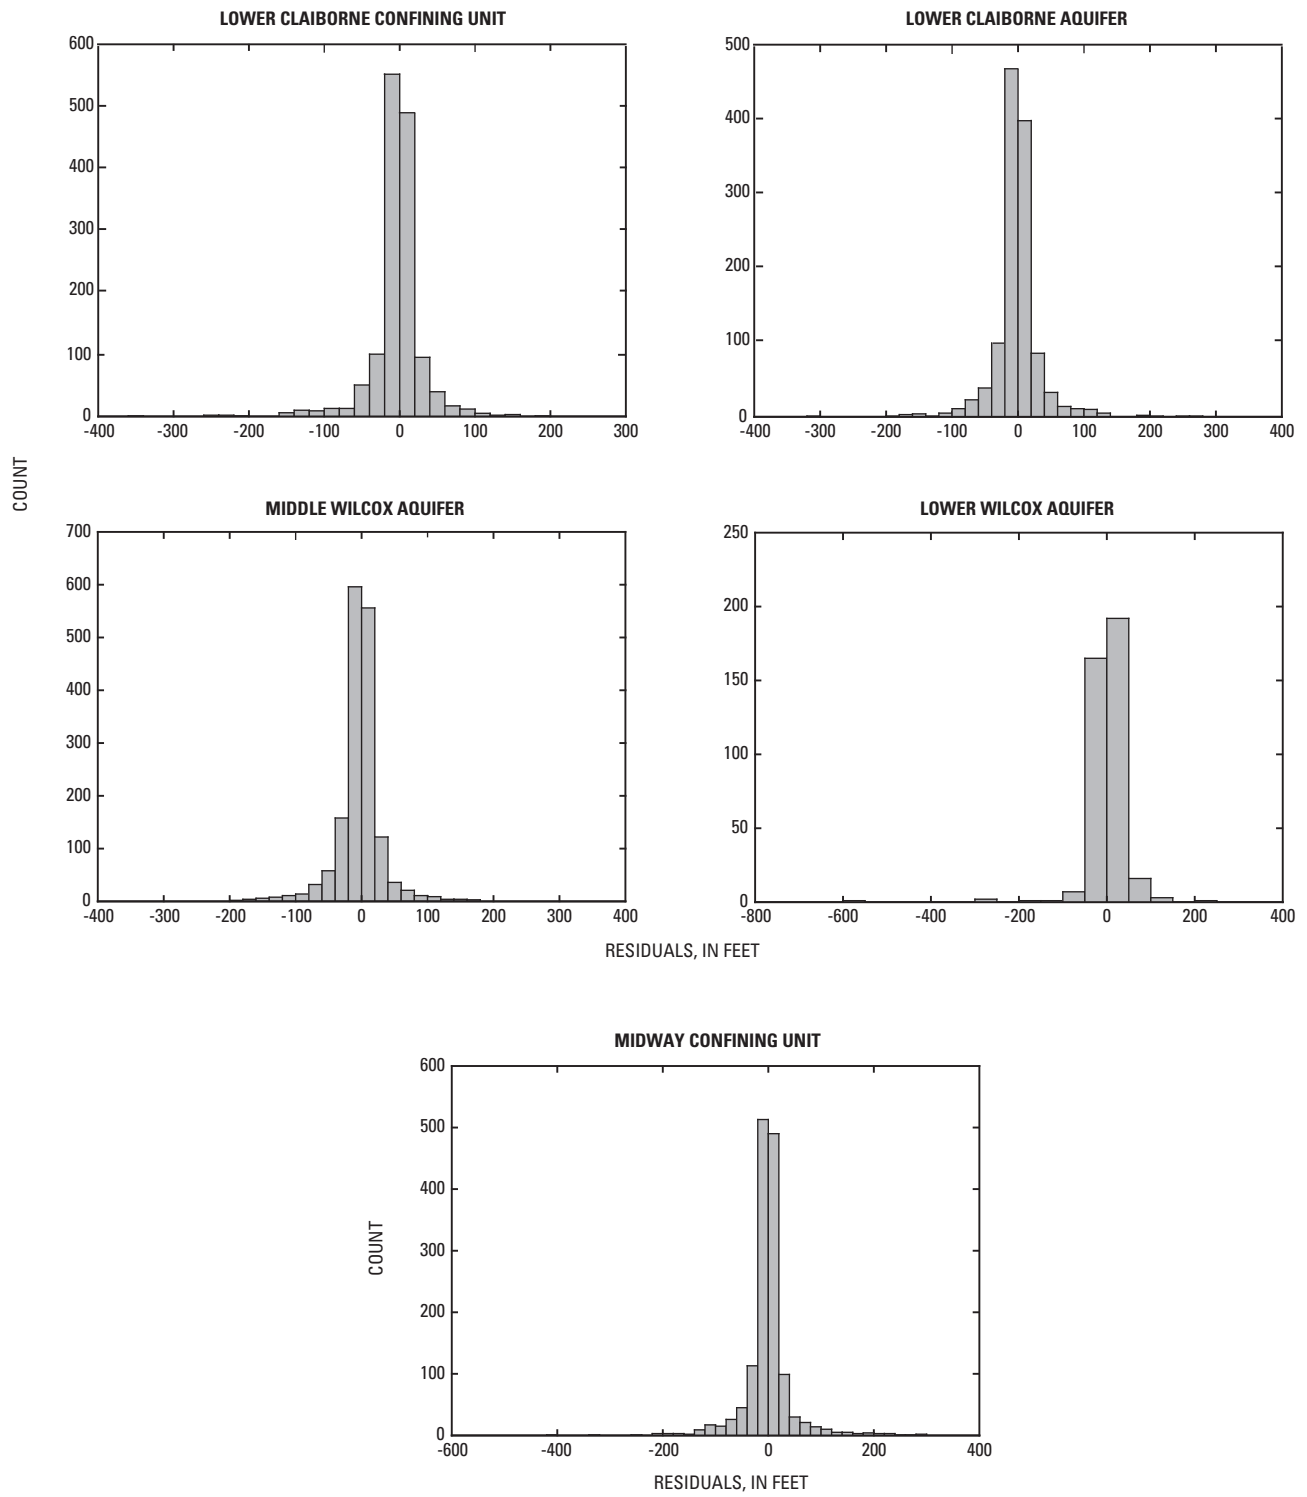 LOWER CLAIBORNE CONFINING UNIT
600
500
400
300
200
100
0
-400 -300 -200 -100 0 100 200 300
LOWER CLAIBORNE AQUIFER
500
400
300
200
100
0
-400 -300 -200 -100 0 100 200 300 400
COUNT
MIDDLE WILCOX AQUIFER
700
600
500
400
300
200
100
0
-400 -300 -200 -100 0 100 200 300 400
LOWER WILCOX AQUIFER
250
200
150
100
50
0
-800 -600 -400 -200 0 200 400
RESIDUALS, IN FEET
MIDWAY CONFINING UNIT
600
500
400
300
200
100
0
COUNT
-600 -400 -200 0 200 400
RESIDUALS, IN FEET